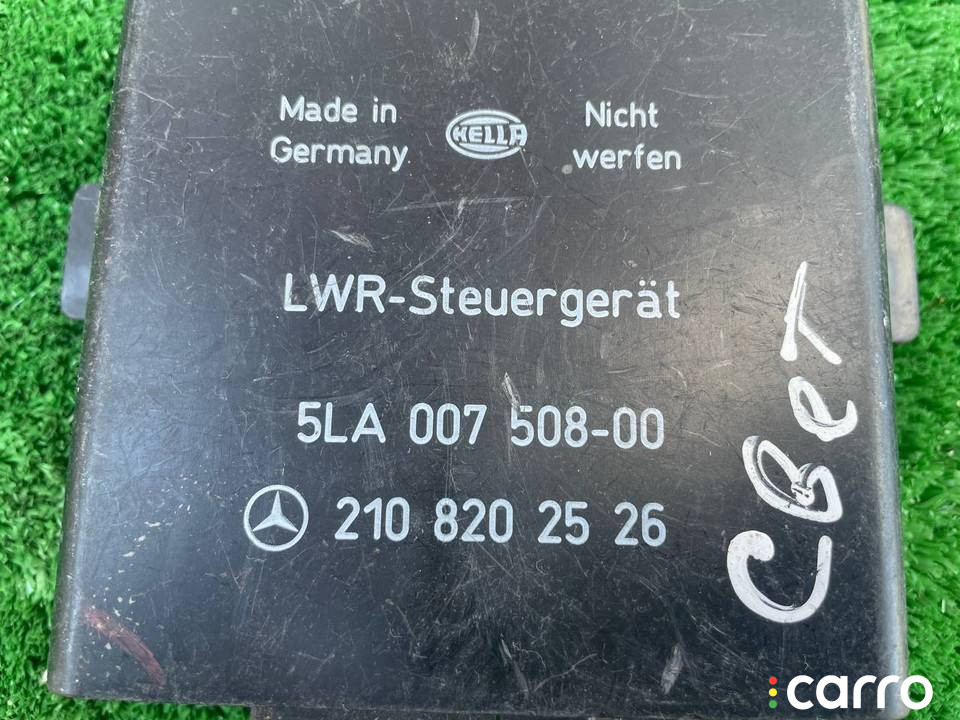 Made in
Germany
HELLA
Nicht
werfen
LWR-Steuergerät
5LA 007 508-00
210 820 25 26
Свет
carro